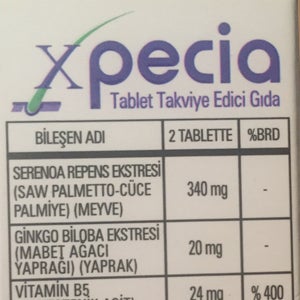 Xpecia
Tablet Takviye Edici Gıda
BİLEŞEN ADI 2 TABLETTE %BRD
SERENOA REPENS EKSTRESİ
(SAW PALMETTO-CÜCE 340 mg -
PALMİYE) (MEYVE)
GİNKGO BİLOBA EKSTRESİ
(MABET AĞACI 20 mg -
YAPRAĞI) (YAPRAK)
VİTAMİN B5 24 mg % 400